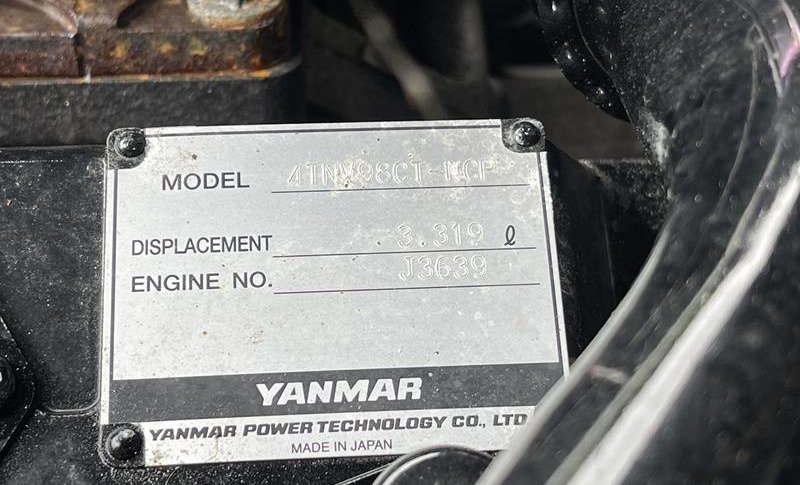 MODEL 4TNV98CT-NCP
DISPLACEMENT 3.319 ℓ
ENGINE NO. J3639
YANMAR
YANMAR POWER TECHNOLOGY CO., LTD
MADE IN JAPAN